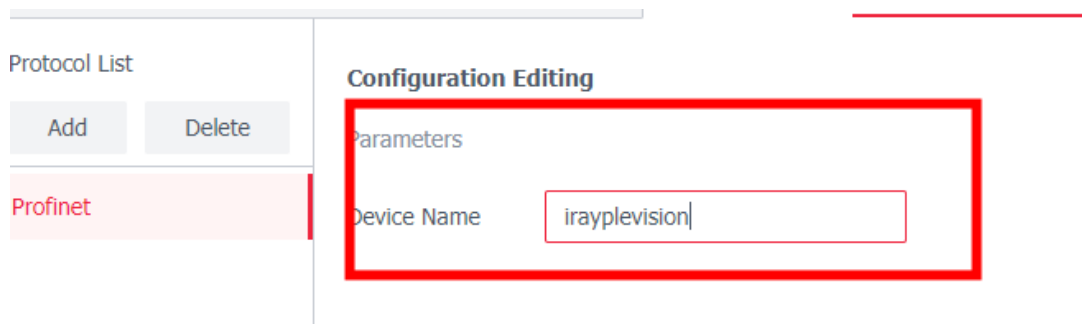 Protocol List
Add
Delete
Profinet
Configuration Editing
Parameters
Device Name
irayplevision